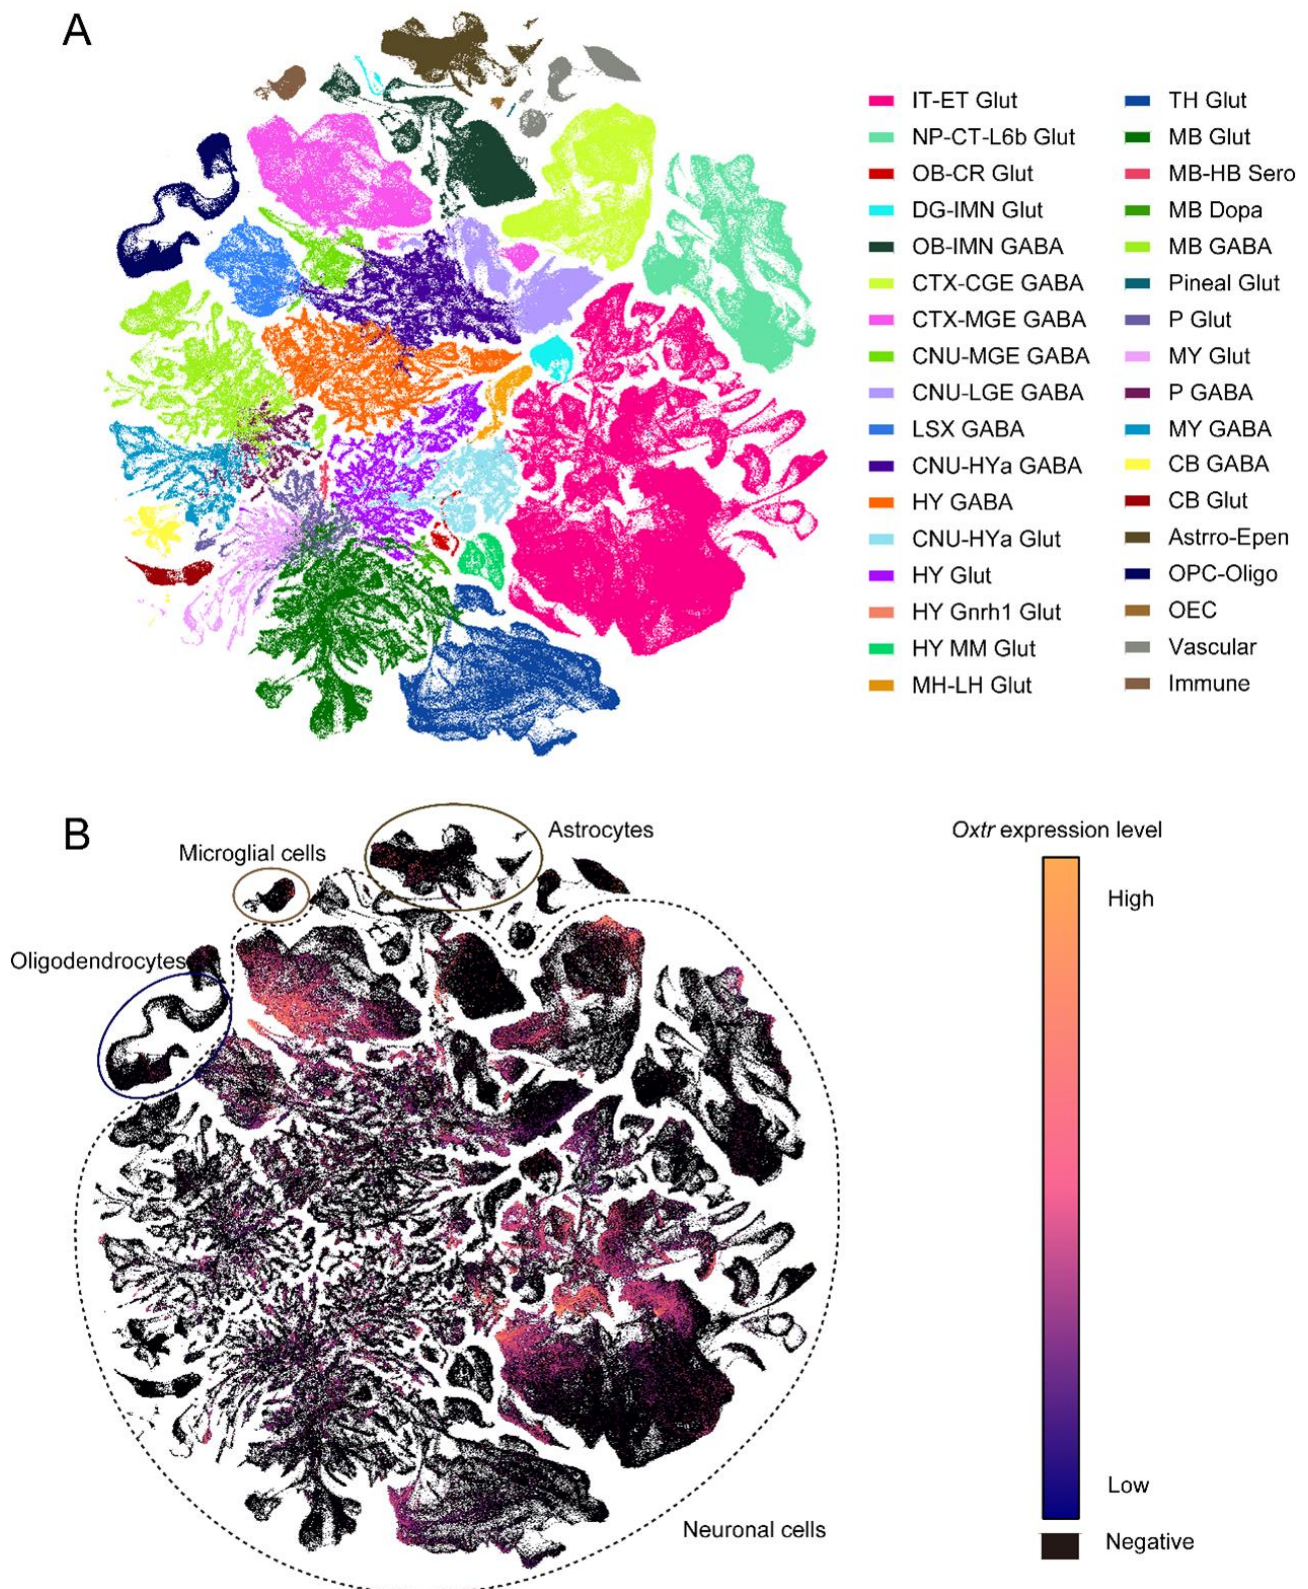 A
IT-ET Glut
NP-CT-L6b Glut
OB-CR Glut
DG-IMN Glut
OB-IMN GABA
CTX-CGE GABA
CTX-MGE GABA
CNU-MGE GABA
CNU-LGE GABA
LSX GABA
CNU-HYa GABA
HY GABA
CNU-HYa Glut
HY Glut
HY Gnrh1 Glut
HY MM Glut
MH-LH Glut
TH Glut
MB Glut
MB-HB Sero
MB Dopa
MB GABA
Pineal Glut
P Glut
MY Glut
P GABA
MY GABA
CB GABA
CB Glut
Astrro-Epen
OPC-Oligo
OEC
Vascular
Immune
B
Astrocytes
Microglial cells
Oligodendrocytes
Neuronal cells
Oxtr expression level
High
Low
Negative